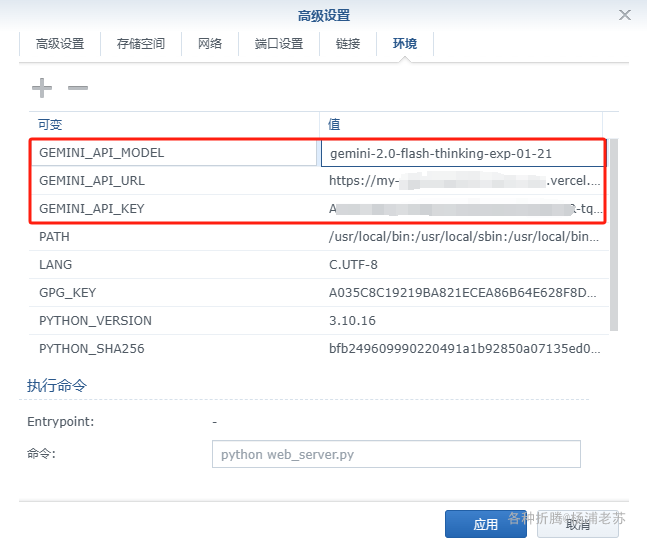 高级设置
高级设置 存储空间 网络 端口设置 链接 环境
可变 值
GEMINI_API_MODEL gemini-2.0-flash-thinking-exp-01-21
GEMINI_API_URL https://my- .vercel....
GEMINI_API_KEY A -tq...
PATH /usr/local/bin:/usr/local/sbin:/usr/local/bin...
LANG C.UTF-8
GPG_KEY A035C8C19219BA821ECEA86B64E628F8D...
PYTHON_VERSION 3.10.16
PYTHON_SHA256 bfb249609990220491a1b92850a07135ed0...
执行命令
Entrypoint: -
命令: python web_server.py
应用 取消
各种折腾@杨浦老苏